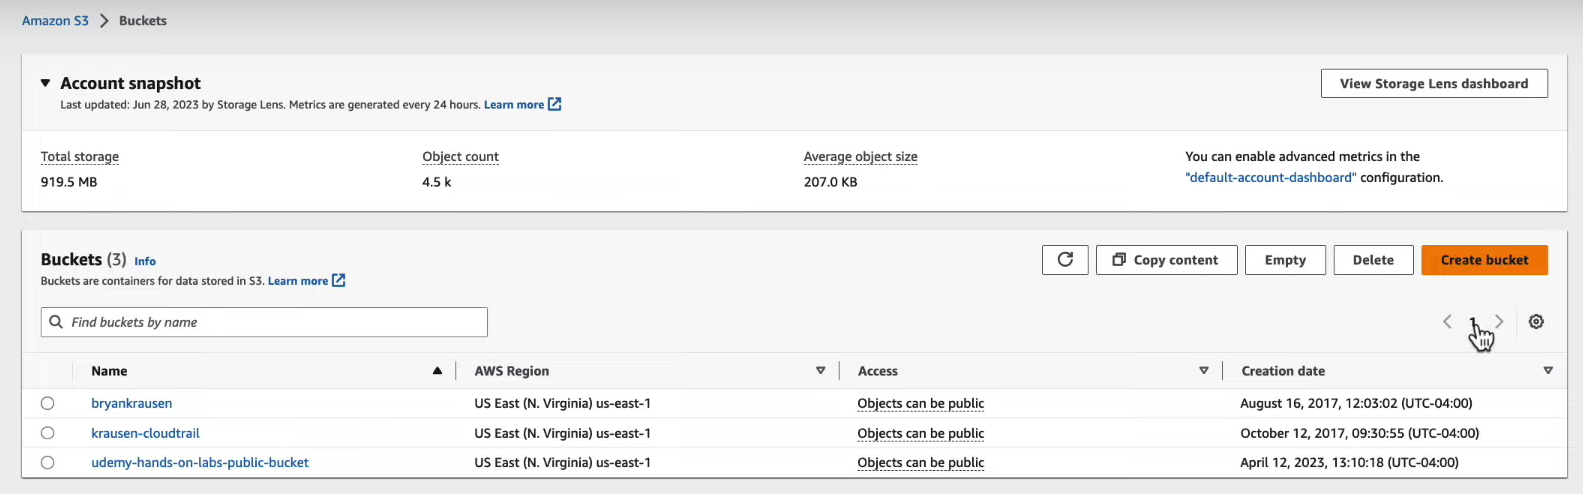 Amazon S3 > Buckets
Account snapshot
View Storage Lens dashboard
Last updated: Jun 28, 2023 by Storage Lens. Metrics are generated every 24 hours. Learn more
Total storage
919.5 MB
Object count
4.5 k
Average object size
207.0 KB
You can enable advanced metrics in the
"default-account-dashboard" configuration.
Buckets (3) Info
Buckets are containers for data stored in S3. Learn more
Copy content
Empty
Delete
Create bucket
Find buckets by name
1
Name AWS Region Access Creation date
bryankrausen US East (N. Virginia) us-east-1 Objects can be public August 16, 2017, 12:03:02 (UTC-04:00)
krausen-cloudtrail US East (N. Virginia) us-east-1 Objects can be public October 12, 2017, 09:30:55 (UTC-04:00)
udemy-hands-on-labs-public-bucket US East (N. Virginia) us-east-1 Objects can be public April 12, 2023, 13:10:18 (UTC-04:00)